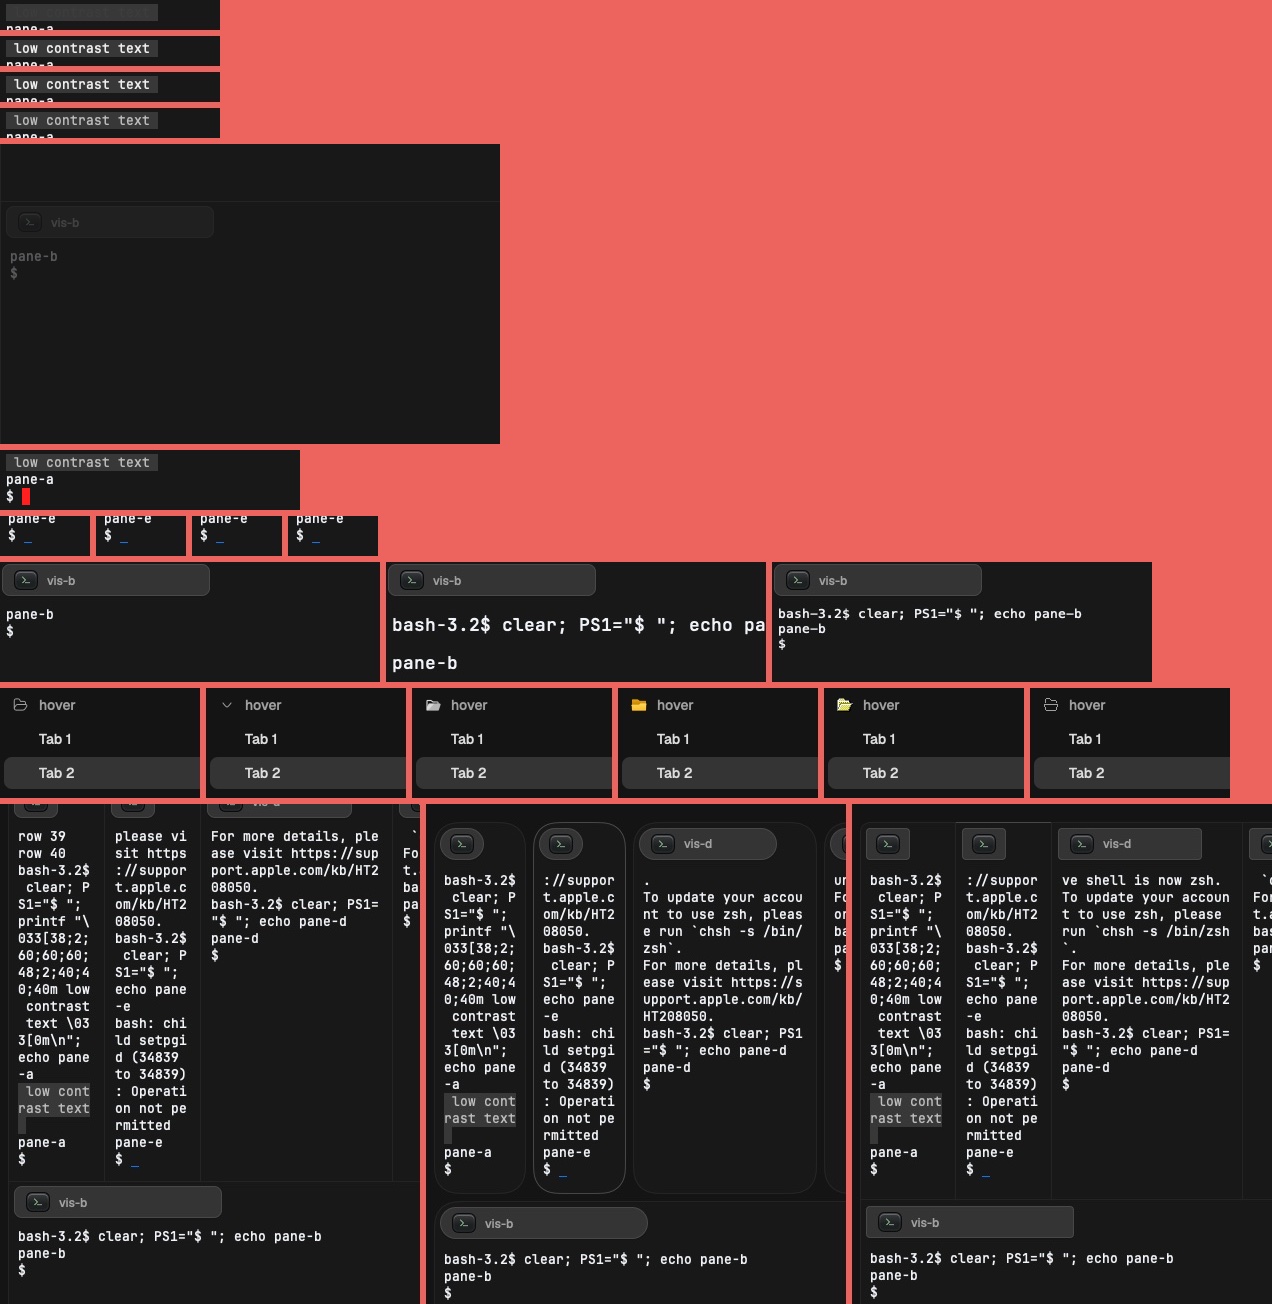 low contrast text
pane-a
low contrast text
pane-a
low contrast text
pane-a
low contrast text
pane-a
vis-b
pane-b
$
low contrast text
pane-a
$
pane-e
$ _
pane-e
$ _
pane-e
$ _
pane-e
$ _
vis-b
pane-b
$
vis-b
bash-3.2$ clear; PS1="$ "; echo pa
pane-b
vis-b
bash-3.2$ clear; PS1="$ "; echo pane-b
pane-b
$
hover
Tab 1
Tab 2
hover
Tab 1
Tab 2
hover
Tab 1
Tab 2
hover
Tab 1
Tab 2
hover
Tab 1
Tab 2
hover
Tab 1
Tab 2
row 39
row 40
bash-3.2$
clear; P
S1="$ ";
printf "\
033[38;2;
60;60;60;
48;2;40;4
0;40m low
contrast
text \03
3[0m\n";
echo pane
-a
low cont
rast text
pane-a
$
please vi
sit https
://suppor
t.apple.c
om/kb/HT2
08050.
bash-3.2$
clear; P
S1="$ ";
echo pane
-e
bash: chi
ld setpgi
d (34839
to 34839)
: Operati
on not pe
rmitted
pane-e
$ _
For more details, ple
ase visit https://sup
port.apple.com/kb/HT2
08050.
bash-3.2$ clear; PS1=
"$ "; echo pane-d
pane-d
$
`
Fo
t.
ba
pa
$
vis-b
bash-3.2$ clear; PS1="$ "; echo pane-b
pane-b
$
bash-3.2$
clear; P
S1="$ ";
printf "\
033[38;2;
60;60;60;
48;2;40;4
0;40m low
contrast
text \03
3[0m\n";
echo pane
-a
low cont
rast text
pane-a
$
://suppor
t.apple.c
om/kb/HT2
08050.
bash-3.2$
clear; P
S1="$ ";
echo pane
-e
bash: chi
ld setpgi
d (34839
to 34839)
: Operati
on not pe
rmitted
pane-e
$ _
vis-d
.
To update your accou
nt to use zsh, pleas
e run `chsh -s /bin/
zsh`.
For more details, pl
ease visit https://s
upport.apple.com/kb/
HT208050.
bash-3.2$ clear; PS1
="$ "; echo pane-d
pane-d
$
un
Fo
or
om
ba
pa
$
vis-b
bash-3.2$ clear; PS1="$ "; echo pane-b
pane-b
$
bash-3.2$
clear; P
S1="$ ";
printf "\
033[38;2;
60;60;60;
48;2;40;4
0;40m low
contrast
text \03
3[0m\n";
echo pane
-a
low cont
rast text
pane-a
$
://suppor
t.apple.c
om/kb/HT2
08050.
bash-3.2$
clear; P
S1="$ ";
echo pane
-e
bash: chi
ld setpgi
d (34839
to 34839)
: Operati
on not pe
rmitted
pane-e
$ _
vis-d
ve shell is now zsh.
To update your accoun
t to use zsh, please
run `chsh -s /bin/zsh
`.
For more details, ple
ase visit https://sup
port.apple.com/kb/HT2
08050.
bash-3.2$ clear; PS1=
"$ "; echo pane-d
pane-d
$
`c
For
t.a
bas
pan
$
vis-b
bash-3.2$ clear; PS1="$ "; echo pane-b
pane-b
$